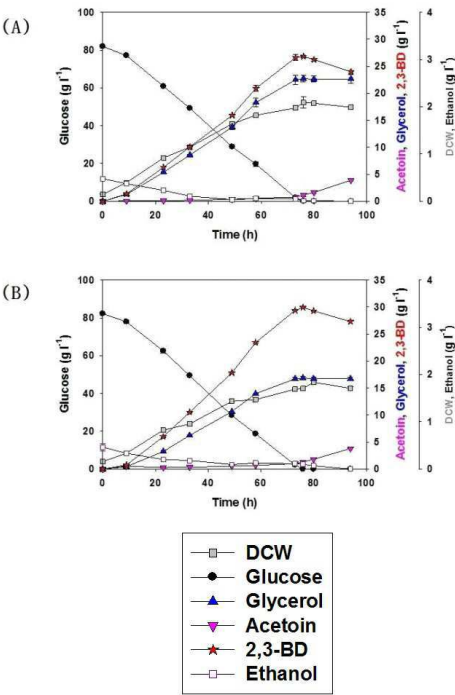 (A)
100
80
60
40
20
0
Glucose (g l⁻¹)
0 20 40 60 80 100
Time (h)
35
30
25
20
15
10
5
0
Acetoin, Glycerol, 2,3-BD (g l⁻¹)
4
3
2
1
0
DCW, Ethanol (g l⁻¹)
(B)
100
80
60
40
20
0
Glucose (g l⁻¹)
0 20 40 60 80 100
Time (h)
35
30
25
20
15
10
5
0
Acetoin, Glycerol, 2,3-BD (g l⁻¹)
4
3
2
1
0
DCW, Ethanol (g l⁻¹)
DCW
Glucose
Glycerol
Acetoin
2,3-BD
Ethanol